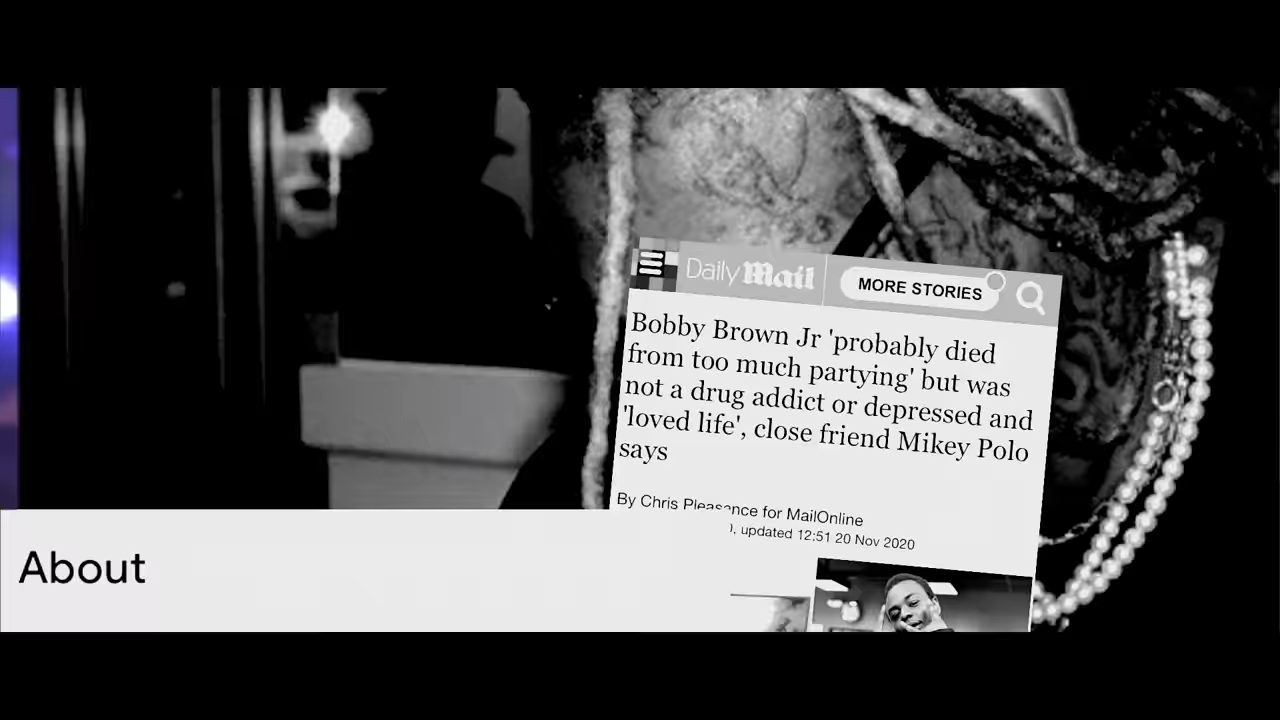 Daily Mail
MORE STORIES
Bobby Brown Jr 'probably died
from too much partying' but was
not a drug addict or depressed and
'loved life', close friend Mikey Polo
says
By Chris Pleasance for MailOnline
, updated 12:51 20 Nov 2020
About